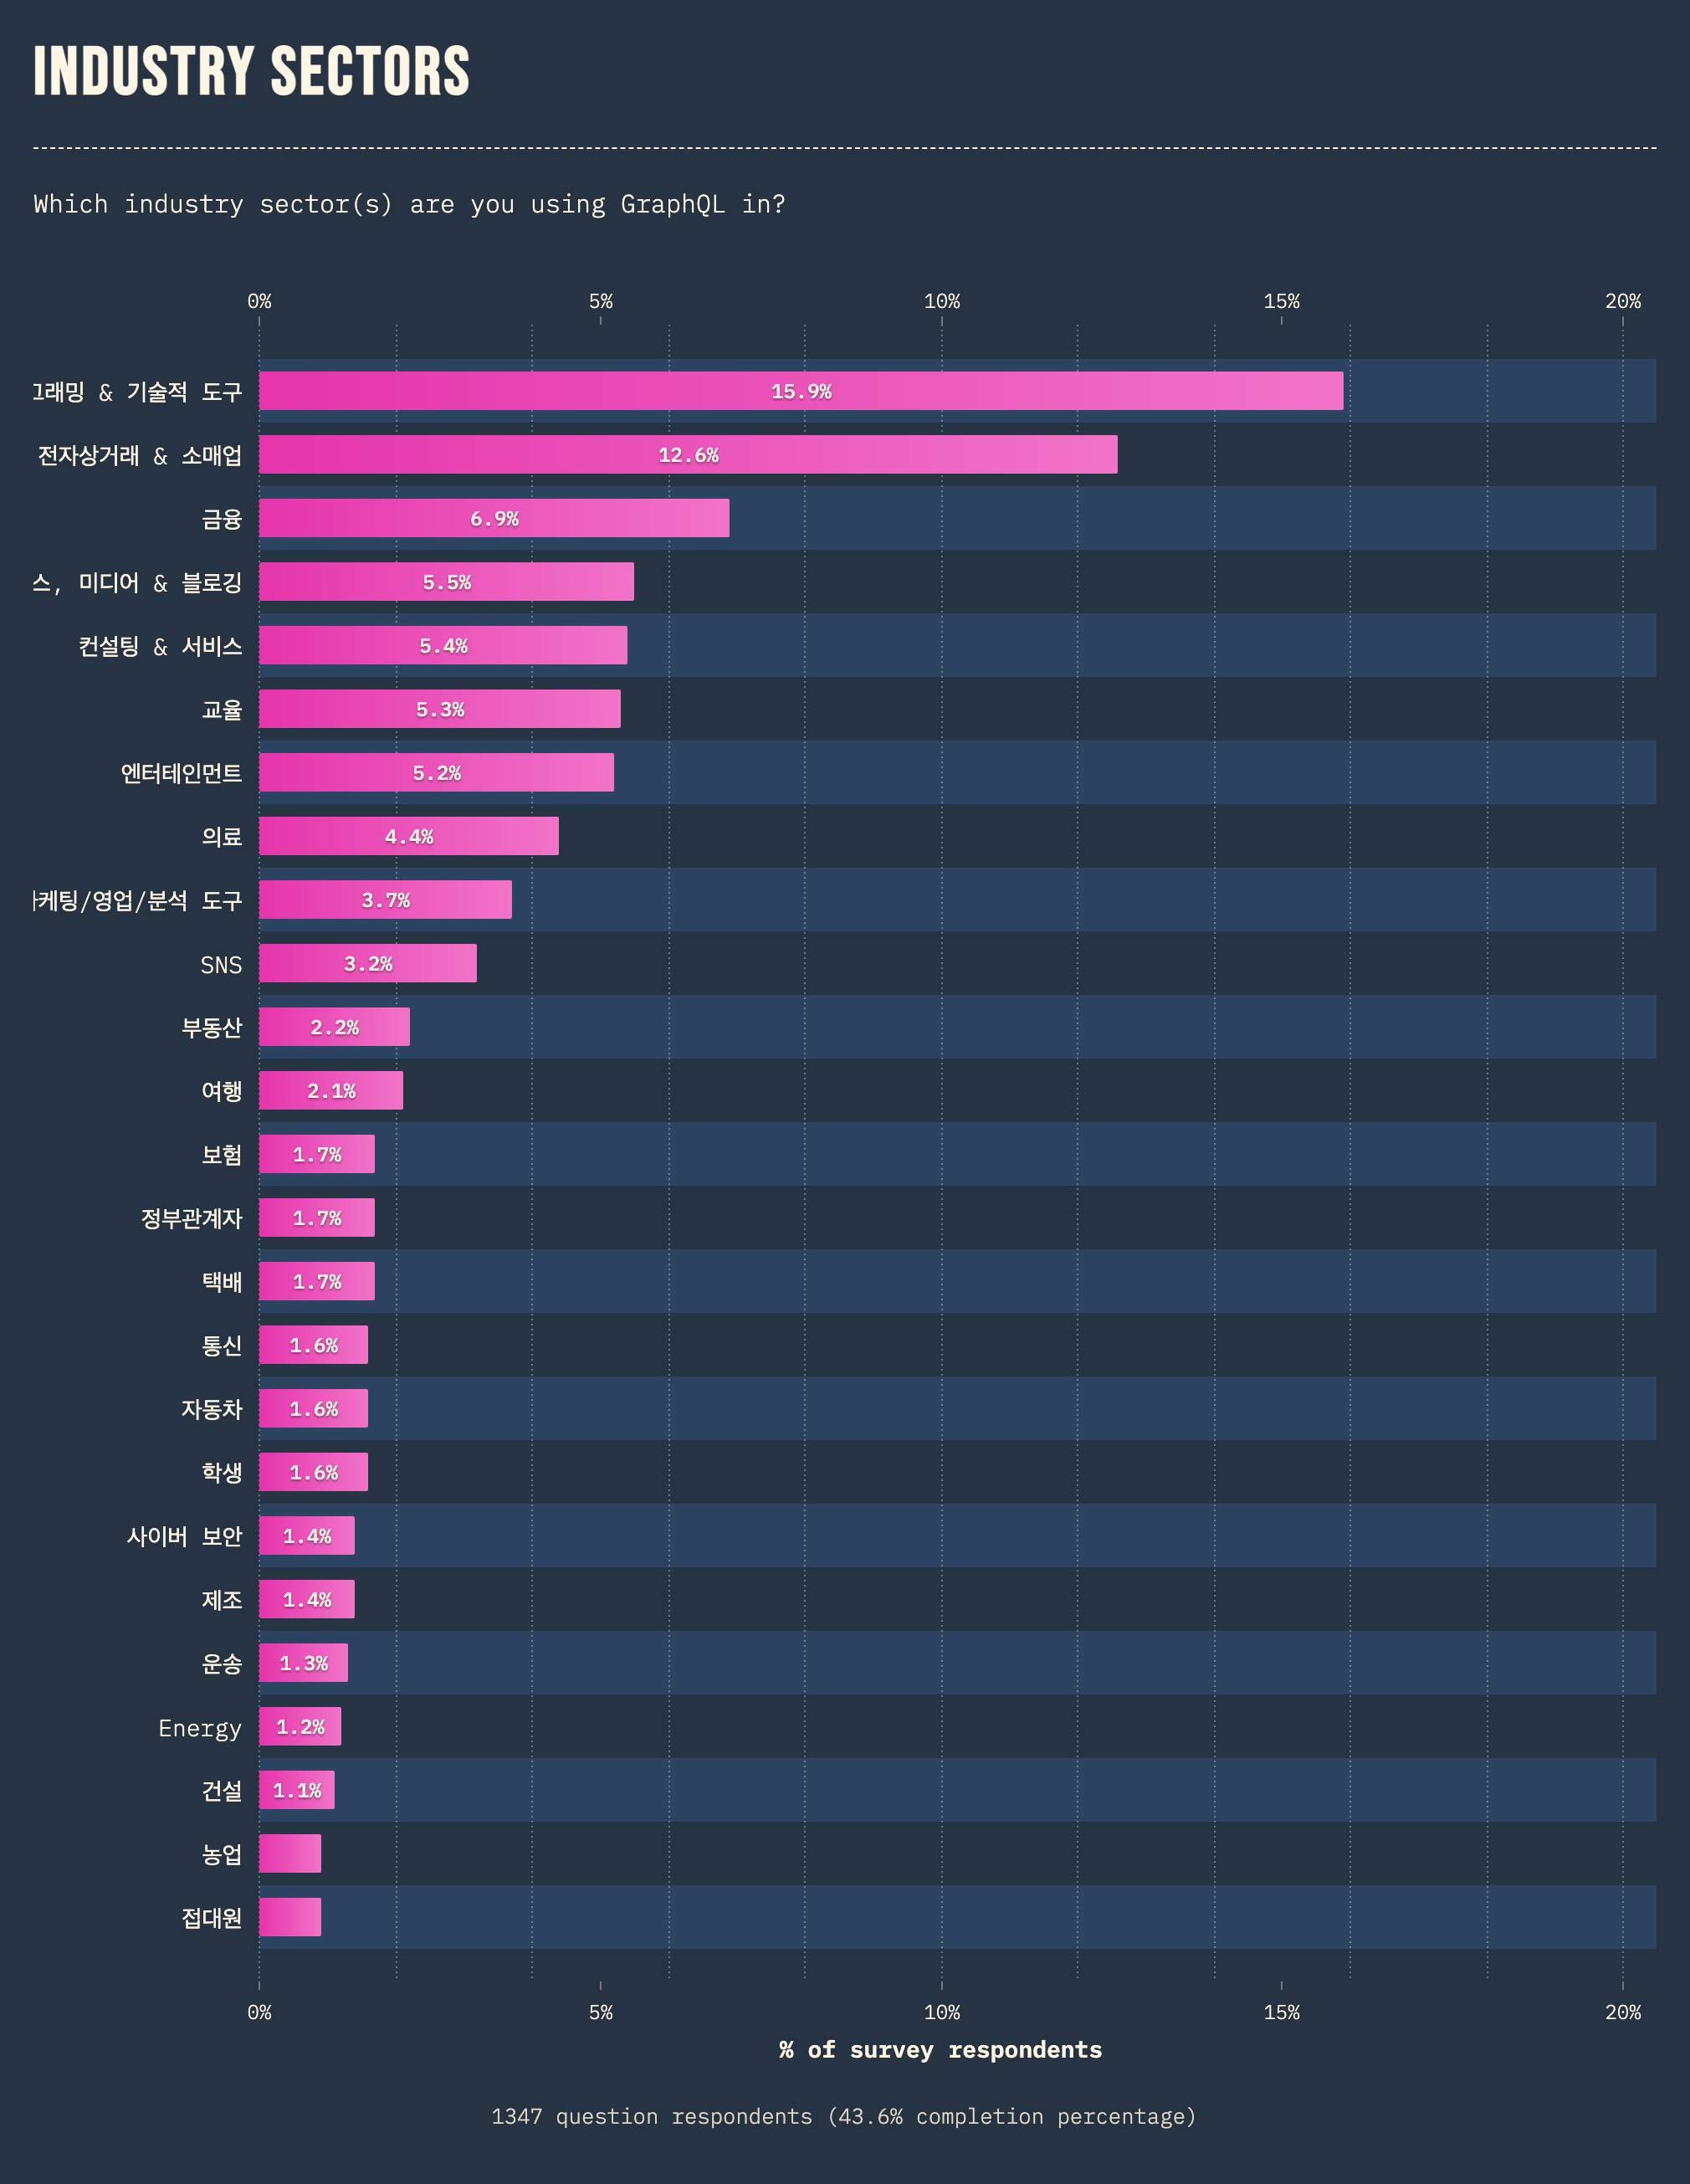 INDUSTRY SECTORS
Which industry sector(s) are you using GraphQL in?
0% 5% 10% 15% 20%
그래밍 & 기술적 도구 15.9%
전자상거래 & 소매업 12.6%
금융 6.9%
스, 미디어 & 블로깅 5.5%
컨설팅 & 서비스 5.4%
교율 5.3%
엔터테인먼트 5.2%
의료 4.4%
케팅/영업/분석 도구 3.7%
SNS 3.2%
부동산 2.2%
여행 2.1%
보험 1.7%
정부관계자 1.7%
택배 1.7%
통신 1.6%
자동차 1.6%
학생 1.6%
사이버 보안 1.4%
제조 1.4%
운송 1.3%
Energy 1.2%
건설 1.1%
농업
접대원
0% 5% 10% 15% 20%
% of survey respondents
1347 question respondents (43.6% completion percentage)